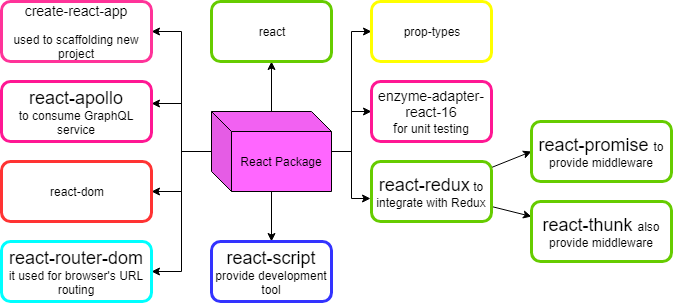 create-react-app
used to scaffolding new
project
react
prop-types
react-apollo
to consume GraphQL
service
enzyme-adapter-
react-16
for unit testing
React Package
react-promise to
provide middleware
react-dom
react-redux to
integrate with Redux
react-thunk also
provide middleware
react-router-dom
it used for browser's URL
routing
react-script
provide development
tool